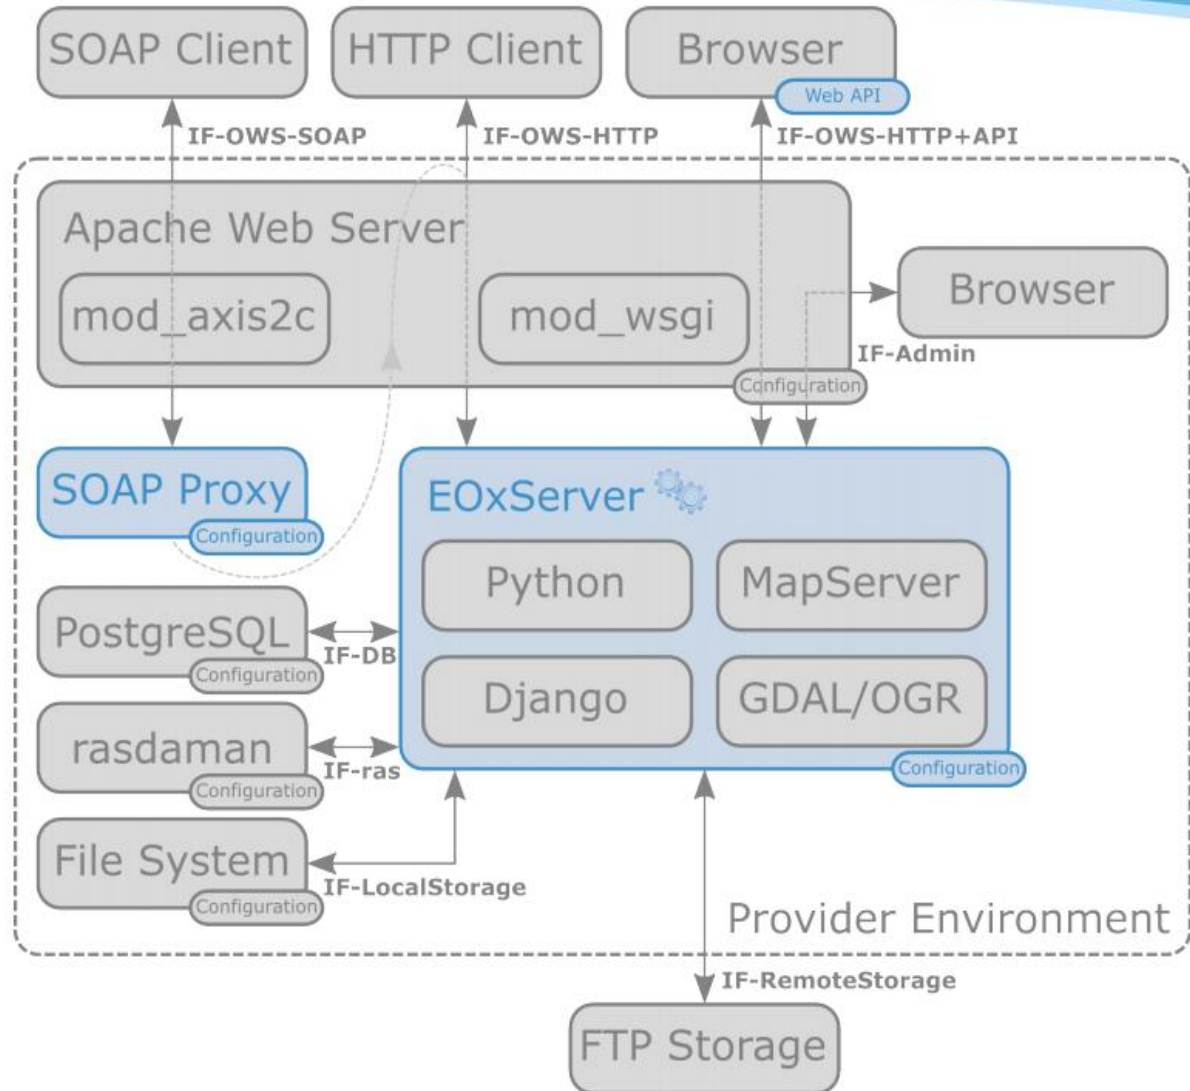 SOAP Client
HTTP Client
Browser
Web API
IF-OWS-SOAP
IF-OWS-HTTP
IF-OWS-HTTP+API
Apache Web Server
mod_axis2c
mod_wsgi
Browser
IF-Admin
Configuration
SOAP Proxy
Configuration
EOxServer
Python
MapServer
PostgreSQL
Configuration
IF-DB
Django
GDAL/OGR
rasdaman
Configuration
IF-ras
Configuration
File System
Configuration
IF-LocalStorage
Provider Environment
IF-RemoteStorage
FTP Storage